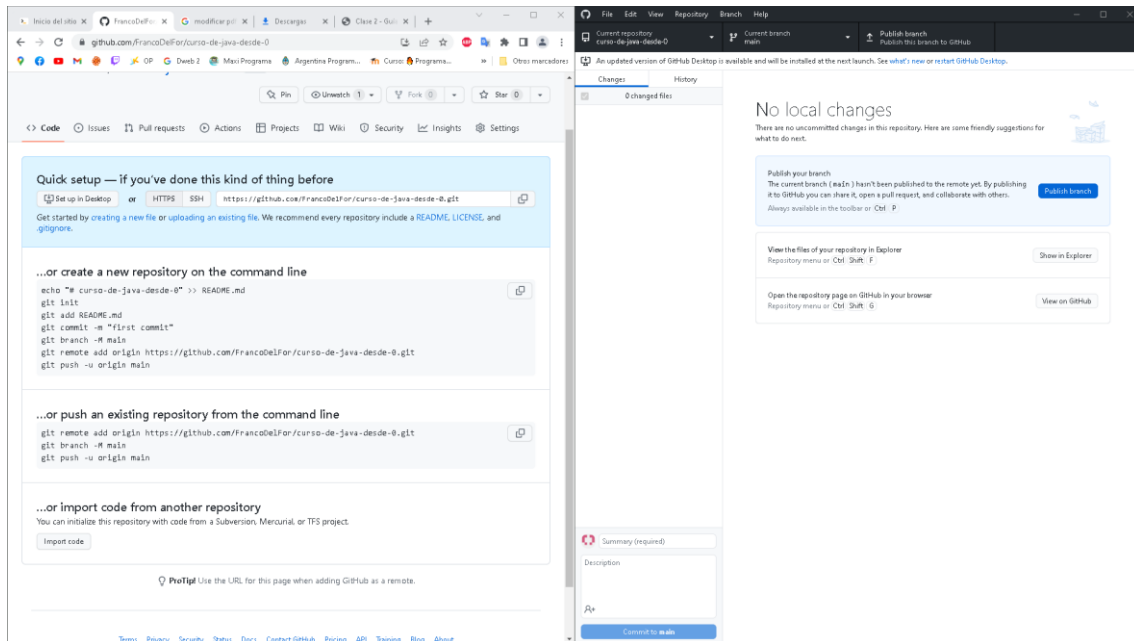 Inicio del sitio
FrancoDelFor
modificar pdf
Descargas
Clase 2 - Guía
github.com/FrancoDelFor/curso-de-java-desde-0
OP
Dweb 2
Maxi Programa
Argentina Program...
Curso:
Programa...
»
Otros marcadores
Pin
Unwatch 1
Fork 0
Star 0
<> Code
Issues
Pull requests
Actions
Projects
Wiki
Security
Insights
Settings
Quick setup — if you've done this kind of thing before
Set up in Desktop or HTTPS SSH https://github.com/FrancoDelFor/curso-de-java-desde-0.git
Get started by creating a new file or uploading an existing file. We recommend every repository include a README, LICENSE, and
.gitignore.
...or create a new repository on the command line
echo "# curso-de-java-desde-0" >> README.md
git init
git add README.md
git commit -m "first commit"
git branch -M main
git remote add origin https://github.com/FrancoDelFor/curso-de-java-desde-0.git
git push -u origin main
...or push an existing repository from the command line
git remote add origin https://github.com/FrancoDelFor/curso-de-java-desde-0.git
git branch -M main
git push -u origin main
...or import code from another repository
You can initialize this repository with code from a Subversion, Mercurial, or TFS project.
Import code
ProTip! Use the URL for this page when adding GitHub as a remote.
Terms Privacy Security Status Docs Contact GitHub Pricing API Training Blog About
File Edit View Repository Branch Help
Current repository
curso-de-java-desde-0
Current branch
main
Publish branch
Publish this branch to GitHub
An updated version of GitHub Desktop is available and will be installed at the next launch. See what's new or restart GitHub Desktop.
Changes History
0 changed files
No local changes
There are no uncommitted changes in this repository. Here are some friendly suggestions for
what to do next.
Publish your branch
The current branch (main) hasn't been published to the remote yet. By publishing
it to GitHub you can share it, open a pull request, and collaborate with others.
Always available in the toolbar or Ctrl P
Publish branch
View the files of your repository in Explorer
Repository menu or Ctrl Shift F
Show in Explorer
Open the repository page on GitHub in your browser
Repository menu or Ctrl Shift G
View on GitHub
Summary (required)
Description
Commit to main